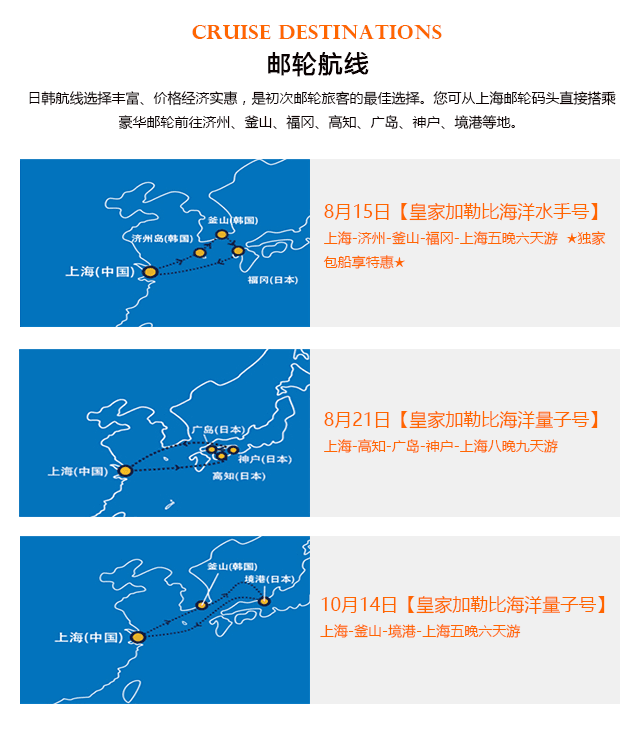 CRUISE DESTINATIONS
邮轮航线
日韩航线选择丰富、价格经济实惠，是初次邮轮旅客的最佳选择。您可从上海邮轮码头直接搭乘
豪华邮轮前往济州、釜山、福冈、高知、广岛、神户、境港等地。
釜山(韩国)
济州岛(韩国)
上海(中国)
福冈(日本)
8月15日【皇家加勒比海洋水手号】
上海-济州-釜山-福冈-上海五晚六天游 ★独家
包船享特惠★
广岛(日本)
神户(日本)
上海(中国)
高知(日本)
8月21日【皇家加勒比海洋量子号】
上海-高知-广岛-神户-上海八晚九天游
釜山(韩国)
境港(日本)
上海(中国)
10月14日【皇家加勒比海洋量子号】
上海-釜山-境港-上海五晚六天游